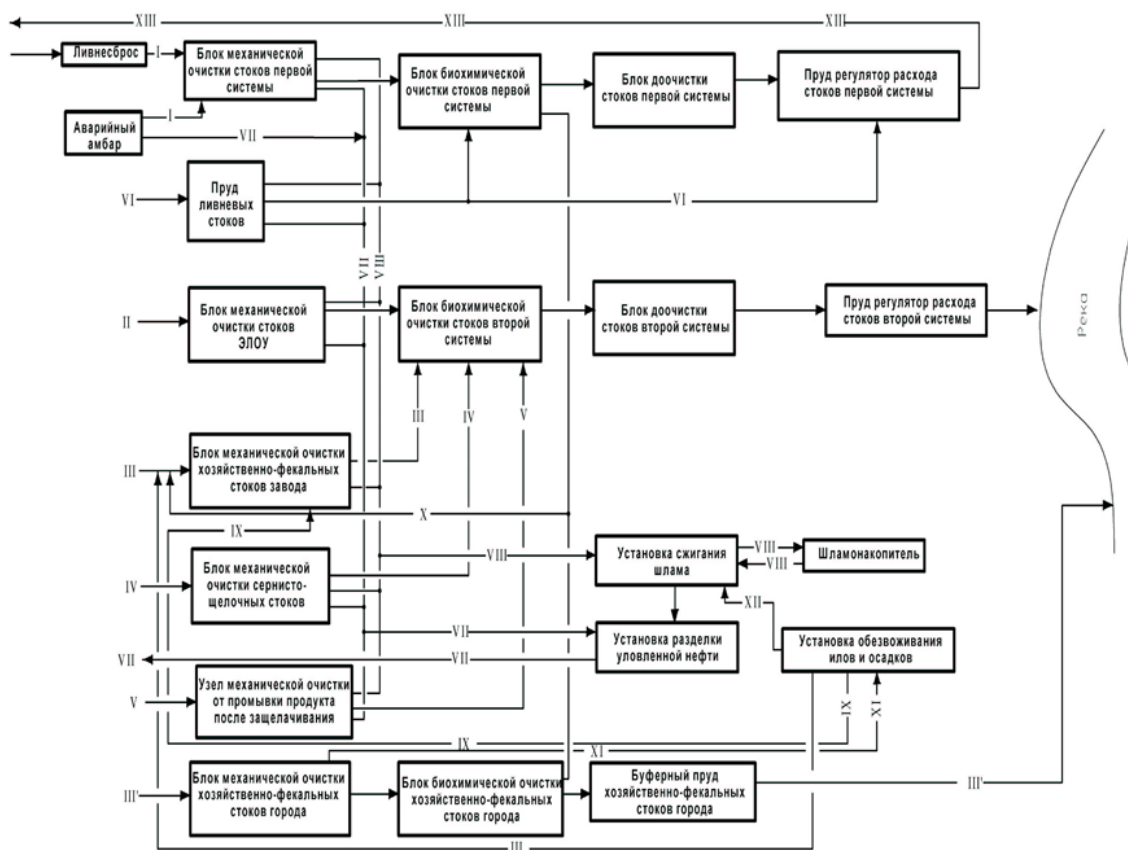 XIII XIII XIII
Ливнесброс
I
Блок механической
очистки стоков первой
системы
Блок биохимической
очистки стоков первой
системы
Блок доочистки
стоков первой системы
Пруд регулятор расхода
стоков первой системы
Аварийный
амбар
I
VII
VI
Пруд
ливневых
стоков
VI
VII
VIII
II
Блок механической
очистки стоков
ЭЛОУ
Блок биохимической
очистки стоков второй
системы
Блок доочистки
стоков второй системы
Пруд регулятор расхода
стоков второй системы
Река
III
IV
V
III
Блок механической очистки
хозяйственно-фекальных
стоков завода
X
IX
IV
Блок механической
очистки сернисто-
щелочных стоков
VIII
Установка сжигания
шлама
VIII
VIII
Шламонакопитель
XII
VII
Установка разделки
уловленной нефти
Установка обезвоживания
илов и осадков
VII
VII
V
Узел механической очистки
от промывки продукта
после защелачивания
IX
XI
IX
XI
III'
Блок механической очистки
хозяйственно-фекальных
стоков города
Блок биохимической очистки
хозяйственно-фекальных
стоков города
Буферный пруд
хозяйственно-фекальных
стоков города
III'
III